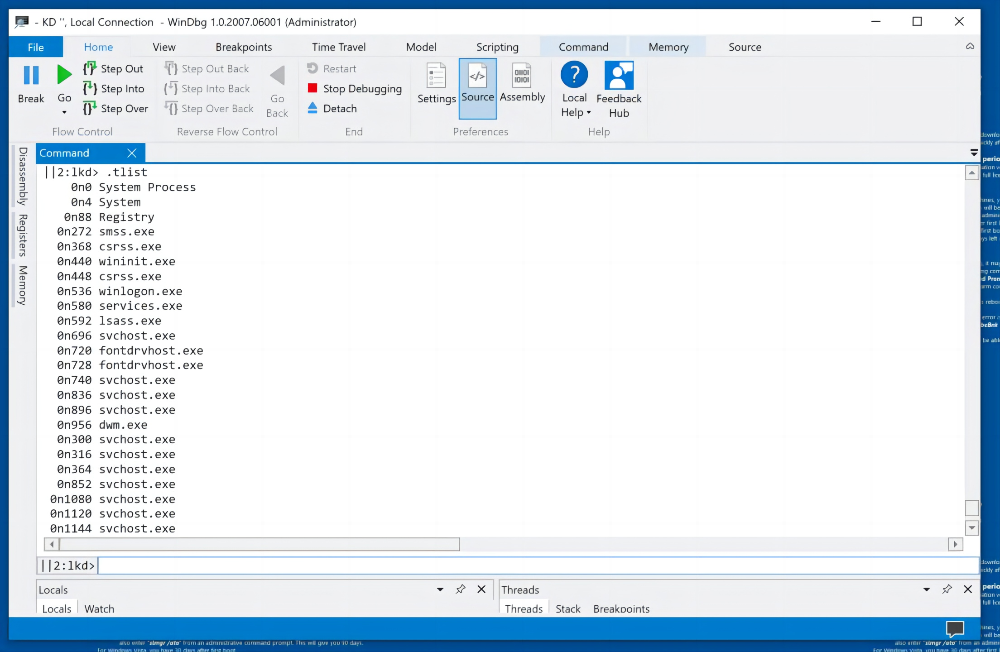 - KD '', Local Connection - WinDbg 1.0.2007.06001 (Administrator)
File Home View Breakpoints Time Travel Model Scripting Command Memory Source
Break
Go
Step Out
Step Into
Step Over
Flow Control
Step Out Back
Step Into Back
Step Over Back
Go Back
Reverse Flow Control
Restart
Stop Debugging
Detach
End
Settings
Source
Assembly
Preferences
Local Help
Feedback Hub
Help
Disassembly
Registers
Memory
Command
||2:lkd> .tlist
0n0 System Process
0n4 System
0n88 Registry
0n272 smss.exe
0n368 csrss.exe
0n440 wininit.exe
0n448 csrss.exe
0n536 winlogon.exe
0n580 services.exe
0n592 lsass.exe
0n696 svchost.exe
0n720 fontdrvhost.exe
0n728 fontdrvhost.exe
0n740 svchost.exe
0n836 svchost.exe
0n896 svchost.exe
0n956 dwm.exe
0n300 svchost.exe
0n316 svchost.exe
0n364 svchost.exe
0n852 svchost.exe
0n1080 svchost.exe
0n1120 svchost.exe
0n1144 svchost.exe
||2:lkd>
Locals
Locals Watch
Threads
Threads Stack Breakpoints
also enter "slmgr /ato" from an administrative command prompt. This will give you 90 days.
For Windows Vista, you have 30 days after first boot.